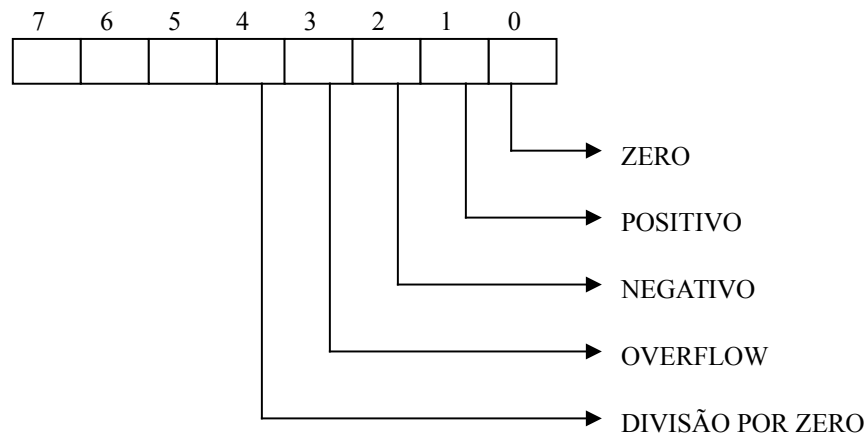 7 6 5 4 3 2 1 0
ZERO
POSITIVO
NEGATIVO
OVERFLOW
DIVISÃO POR ZERO